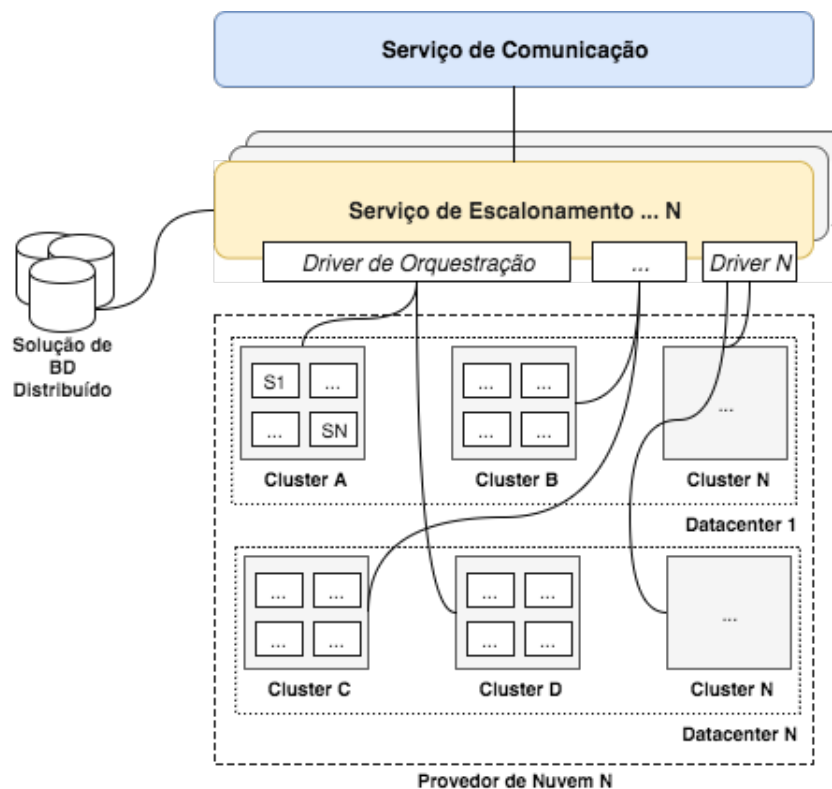 Serviço de Comunicação
Serviço de Escalonamento ... N
Driver de Orquestração
...
Driver N
Solução de
BD
Distribuído
S1
...
...
SN
Cluster A
...
...
...
...
Cluster B
...
Cluster N
Datacenter 1
...
...
...
...
Cluster C
...
...
...
...
Cluster D
...
Cluster N
Datacenter N
Provedor de Nuvem N